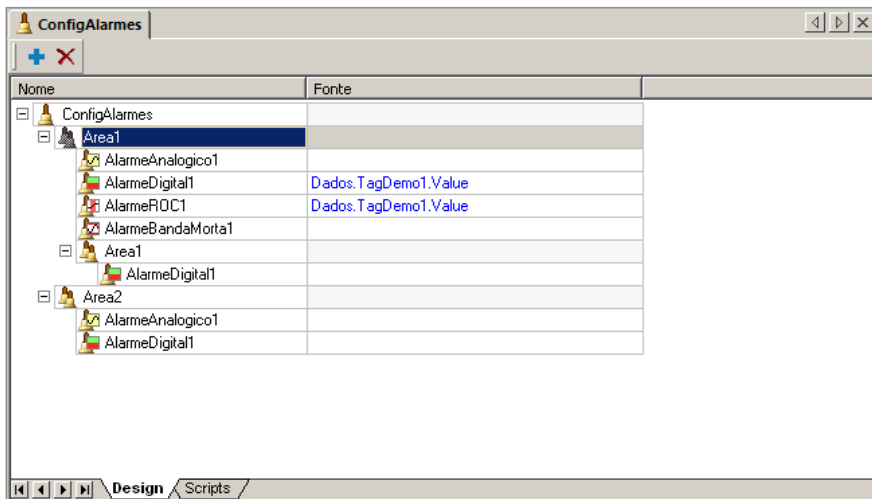 ConfigAlarmes
Nome Fonte
ConfigAlarmes
Area1
AlarmeAnalogico1
AlarmeDigital1 Dados.TagDemo1.Value
AlarmeROC1 Dados.TagDemo1.Value
AlarmeBandaMorta1
Area1
AlarmeDigital1
Area2
AlarmeAnalogico1
AlarmeDigital1
Design Scripts